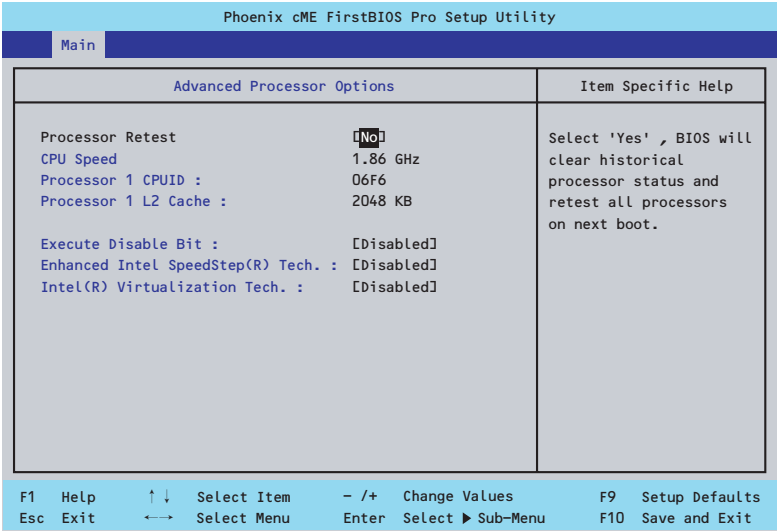 Phoenix cME FirstBIOS Pro Setup Utility
Main
Advanced Processor Options
Item Specific Help
Processor Retest [No]
CPU Speed 1.86 GHz
Processor 1 CPUID : 06F6
Processor 1 L2 Cache : 2048 KB
Execute Disable Bit : [Disabled]
Enhanced Intel SpeedStep(R) Tech. : [Disabled]
Intel(R) Virtualization Tech. : [Disabled]
Select 'Yes' , BIOS will
clear historical
processor status and
retest all processors
on next boot.
F1 Help ↑↓ Select Item - /+ Change Values F9 Setup Defaults
Esc Exit ←→ Select Menu Enter Select ▶ Sub-Menu F10 Save and Exit